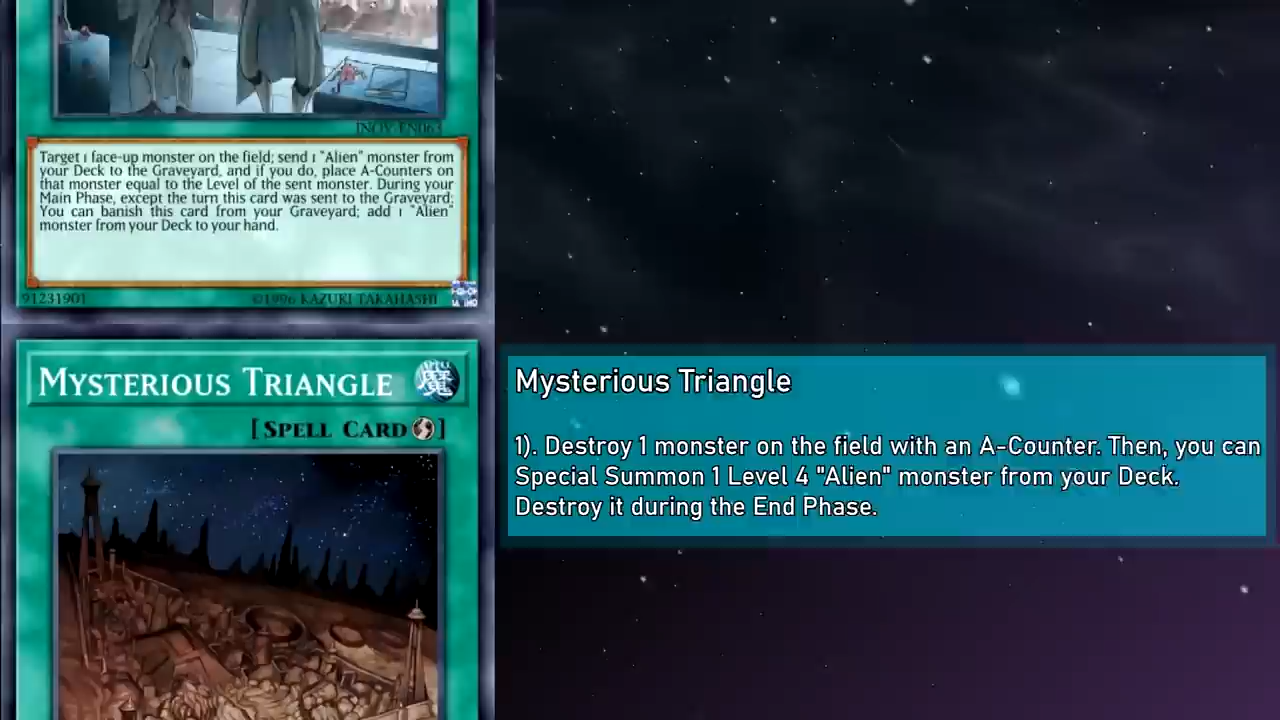 INOV-EN063
Target 1 face-up monster on the field; send 1 "Alien" monster from
your Deck to the Graveyard, and if you do, place A-Counters on
that monster equal to the Level of the sent monster. During your
Main Phase, except the turn this card was sent to the Graveyard:
You can banish this card from your Graveyard; add 1 "Alien"
monster from your Deck to your hand.
91231901
©1996 KAZUKI TAKAHASHI
MYSTERIOUS TRIANGLE
魔
[SPELL CARD]
Mysterious Triangle
1). Destroy 1 monster on the field with an A-Counter. Then, you can
Special Summon 1 Level 4 "Alien" monster from your Deck.
Destroy it during the End Phase.